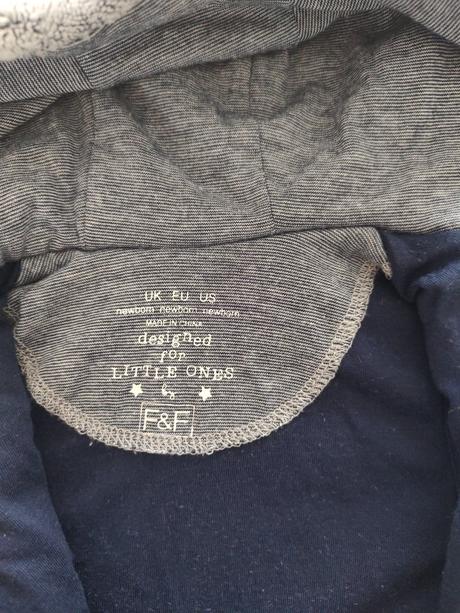 UK EU US
newborn newborn newborn
MADE IN CHINA
designed
for
LITTLE ONES
by
F&F